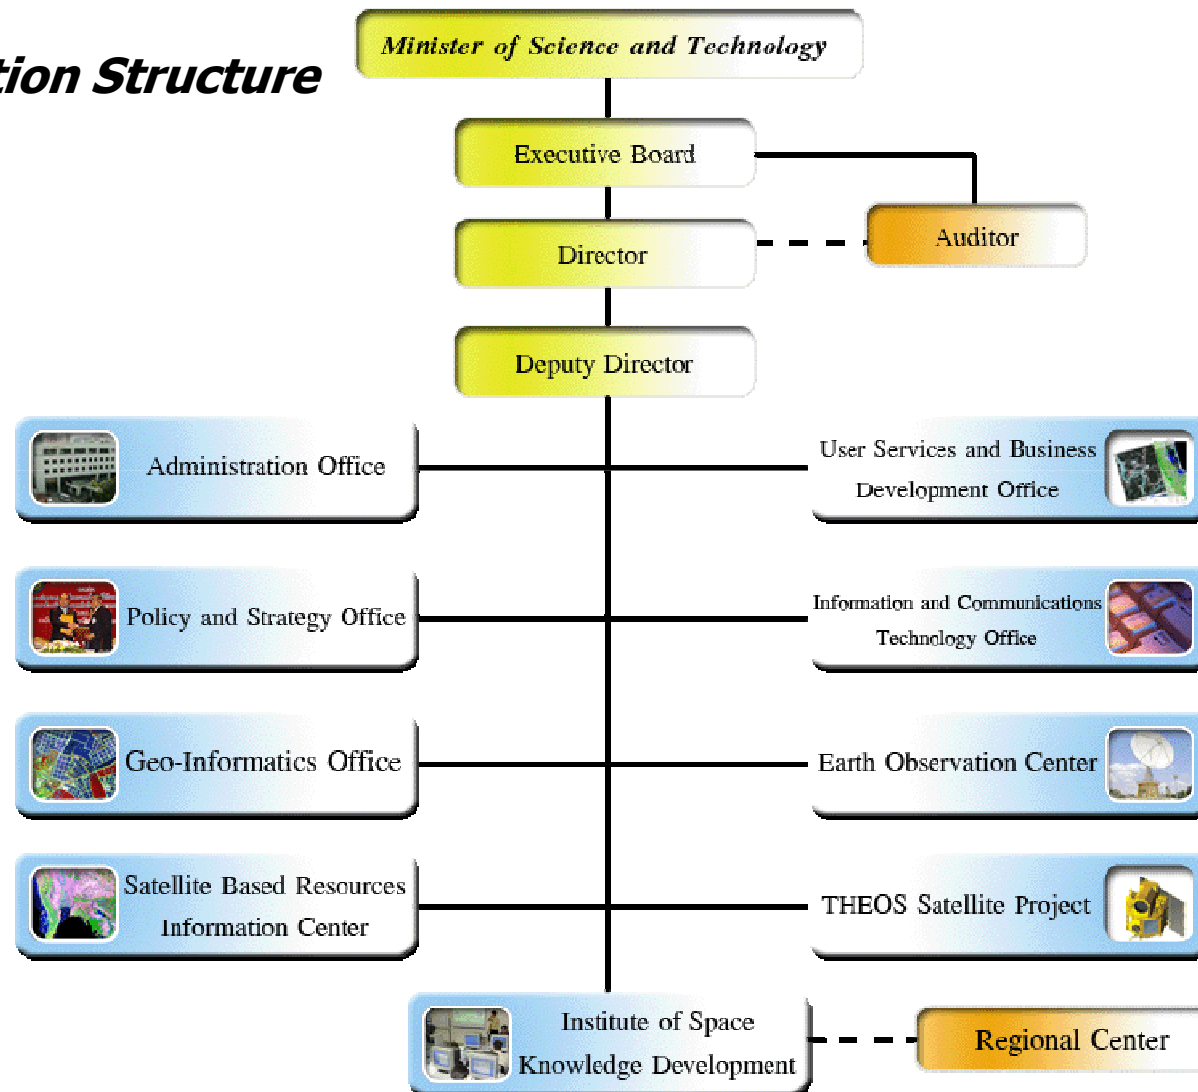 Minister of Science and Technology
tion Structure
Executive Board
Director
Auditor
Deputy Director
Administration Office
User Services and Business
Development Office
Policy and Strategy Office
Information and Communications
Technology Office
Geo-Informatics Office
Earth Observation Center
Satellite Based Resources
Information Center
THEOS Satellite Project
Institute of Space
Knowledge Development
Regional Center